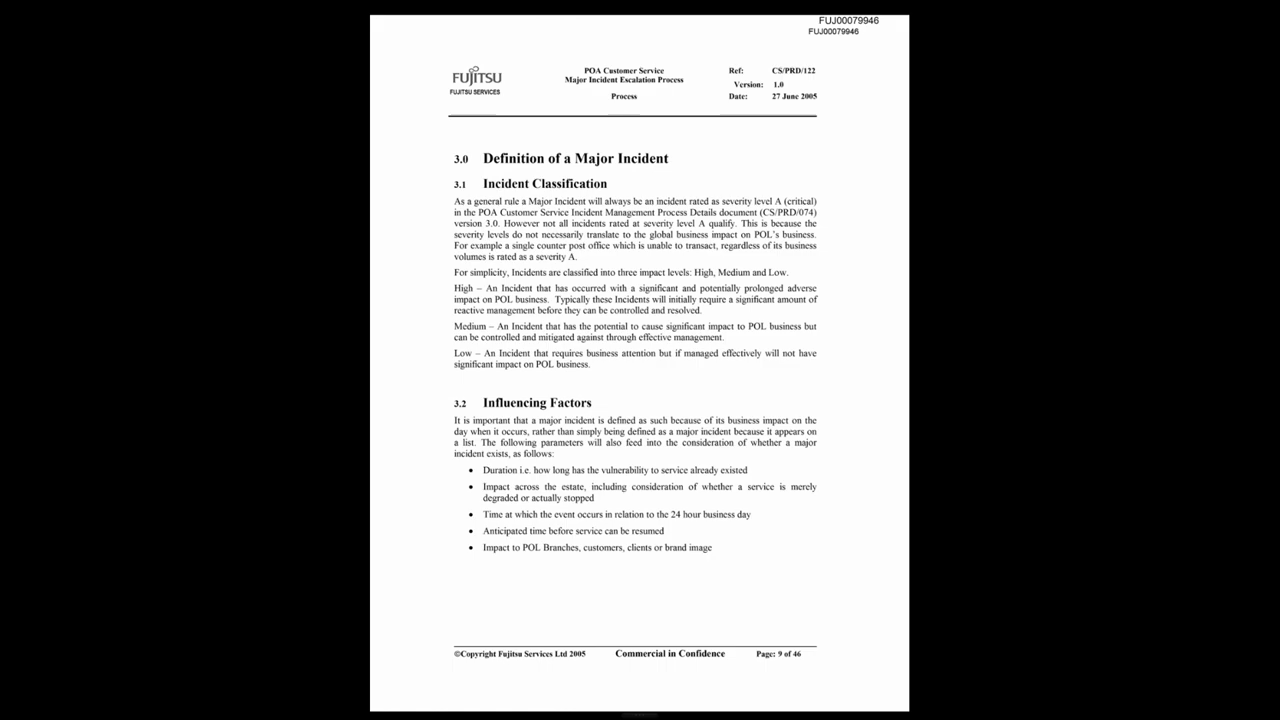 FUJ00079946
FUJ00079946
FUJITSU
FUJITSU SERVICES
POA Customer Service
Major Incident Escalation Process
Process
Ref: CS/PRD/122
Version: 1.0
Date: 27 June 2005
3.0 Definition of a Major Incident
3.1 Incident Classification
As a general rule a Major Incident will always be an incident rated as severity level A (critical)
in the POA Customer Service Incident Management Process Details document (CS/PRD/074)
version 3.0. However not all incidents rated at severity level A qualify. This is because the
severity levels do not necessarily translate to the global business impact on POL's business.
For example a single counter post office which is unable to transact, regardless of its business
volumes is rated as a severity A.
For simplicity, Incidents are classified into three impact levels: High, Medium and Low.
High – An Incident that has occurred with a significant and potentially prolonged adverse
impact on POL business. Typically these Incidents will initially require a significant amount of
reactive management before they can be controlled and resolved.
Medium – An Incident that has the potential to cause significant impact to POL business but
can be controlled and mitigated against through effective management.
Low – An Incident that requires business attention but if managed effectively will not have
significant impact on POL business.
3.2 Influencing Factors
It is important that a major incident is defined as such because of its business impact on the
day when it occurs, rather than simply being defined as a major incident because it appears on
a list. The following parameters will also feed into the consideration of whether a major
incident exists, as follows:
• Duration i.e. how long has the vulnerability to service already existed
• Impact across the estate, including consideration of whether a service is merely
degraded or actually stopped
• Time at which the event occurs in relation to the 24 hour business day
• Anticipated time before service can be resumed
• Impact to POL Branches, customers, clients or brand image
©Copyright Fujitsu Services Ltd 2005 Commercial in Confidence Page: 9 of 46